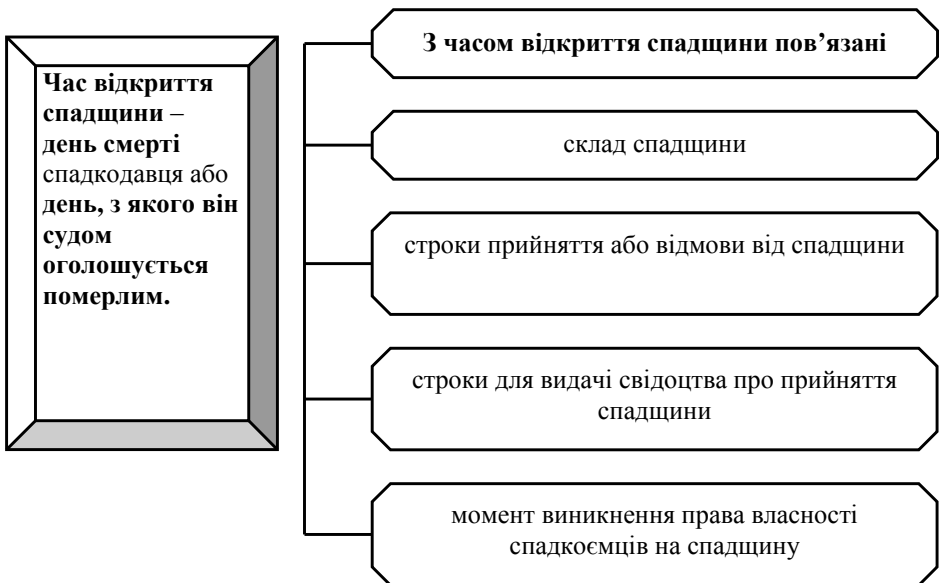 Час відкриття
спадщини –
день смерті
спадкодавця або
день, з якого він
судом
оголошується
померлим.
З часом відкриття спадщини пов’язані
склад спадщини
строки прийняття або відмови від спадщини
строки для видачі свідоцтва про прийняття
спадщини
момент виникнення права власності
спадкоємців на спадщину